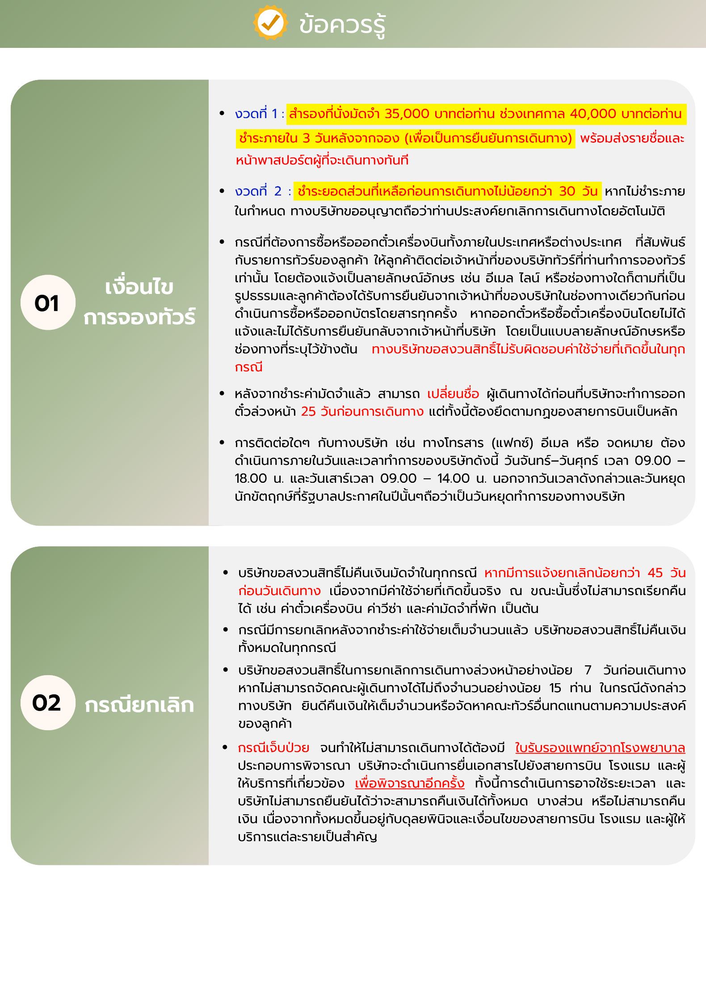 ข้อควรรู้
01
เงื่อนไข
การจองทัวร์
งวดที่ 1 : สำรองที่นั่งมัดจำ 35,000 บาทต่อท่าน ช่วงเทศกาล 40,000 บาทต่อท่าน
ชำระภายใน 3 วันหลังจากจอง (เพื่อเป็นการยืนยันการเดินทาง) พร้อมส่งรายชื่อและ
หน้าพาสปอร์ตผู้ที่จะเดินทางทันที
งวดที่ 2 : ชำระยอดส่วนที่เหลือก่อนการเดินทางไม่น้อยกว่า 30 วัน หากไม่ชำระภาย
ในกำหนด ทางบริษัทขออนุญาตถือว่าท่านประสงค์ยกเลิกการเดินทางโดยอัตโนมัติ
กรณีที่ต้องการซื้อหรือออกตั๋วเครื่องบินทั้งภายในประเทศหรือต่างประเทศ ที่สัมพันธ์
กับรายการทัวร์ของลูกค้า ให้ลูกค้าติดต่อเจ้าหน้าที่ของบริษัททัวร์ที่ท่านทำการจองทัวร์
เท่านั้น โดยต้องแจ้งเป็นลายลักษณ์อักษร เช่น อีเมล ไลน์ หรือช่องทางใดก็ตามที่เป็น
รูปธรรมและลูกค้าต้องได้รับการยืนยันจากเจ้าหน้าที่ของบริษัทในช่องทางเดียวกันก่อน
ดำเนินการซื้อหรือออกบัตรโดยสารทุกครั้ง หากออกตั๋วหรือซื้อตั๋วเครื่องบินโดยไม่ได้
แจ้งและไม่ได้รับการยืนยันกลับจากเจ้าหน้าที่บริษัท โดยเป็นแบบลายลักษณ์อักษรหรือ
ช่องทางที่ระบุไว้ข้างต้น ทางบริษัทขอสงวนสิทธิ์ไม่รับผิดชอบค่าใช้จ่ายที่เกิดขึ้นในทุก
กรณี
หลังจากชำระค่ามัดจำแล้ว สามารถ เปลี่ยนชื่อ ผู้เดินทางได้ก่อนที่บริษัทจะทำการออก
ตั๋วล่วงหน้า 25 วันก่อนการเดินทาง แต่ทั้งนี้ต้องยึดตามกฎของสายการบินเป็นหลัก
การติดต่อใดๆ กับทางบริษัท เช่น ทางโทรสาร (แฟกซ์) อีเมล หรือ จดหมาย ต้อง
ดำเนินการภายในวันและเวลาทำการของบริษัทดังนี้ วันจันทร์–วันศุกร์ เวลา 09.00 –
18.00 น. และวันเสาร์เวลา 09.00 – 14.00 น. นอกจากวันเวลาดังกล่าวและวันหยุด
นักขัตฤกษ์ที่รัฐบาลประกาศในปีนั้นๆถือว่าเป็นวันหยุดทำการของทางบริษัท
02
กรณียกเลิก
บริษัทขอสงวนสิทธิ์ไม่คืนเงินมัดจำในทุกกรณี หากมีการแจ้งยกเลิกน้อยกว่า 45 วัน
ก่อนวันเดินทาง เนื่องจากมีค่าใช้จ่ายที่เกิดขึ้นจริง ณ ขณะนั้นซึ่งไม่สามารถเรียกคืน
ได้ เช่น ค่าตั๋วเครื่องบิน ค่าวีซ่า และค่ามัดจำที่พัก เป็นต้น
กรณีมีการยกเลิกหลังจากชำระค่าใช้จ่ายเต็มจำนวนแล้ว บริษัทขอสงวนสิทธิ์ไม่คืนเงิน
ทั้งหมดในทุกกรณี
บริษัทขอสงวนสิทธิ์ในการยกเลิกการเดินทางล่วงหน้าอย่างน้อย 7 วันก่อนเดินทาง
หากไม่สามารถจัดคณะผู้เดินทางได้ไม่ถึงจำนวนอย่างน้อย 15 ท่าน ในกรณีดังกล่าว
ทางบริษัท ยินดีคืนเงินให้เต็มจำนวนหรือจัดหาคณะทัวร์อื่นทดแทนตามความประสงค์
ของลูกค้า
กรณีเจ็บป่วย จนทำให้ไม่สามารถเดินทางได้ต้องมี ใบรับรองแพทย์จากโรงพยาบาล
ประกอบการพิจารณา บริษัทจะดำเนินการยื่นเอกสารไปยังสายการบิน โรงแรม และผู้
ให้บริการที่เกี่ยวข้อง เพื่อพิจารณาอีกครั้ง ทั้งนี้การดำเนินการอาจใช้ระยะเวลา และ
บริษัทไม่สามารถยืนยันได้ว่าจะสามารถคืนเงินได้ทั้งหมด บางส่วน หรือไม่สามารถคืน
เงิน เนื่องจากทั้งหมดขึ้นอยู่กับดุลยพินิจและเงื่อนไขของสายการบิน โรงแรม และผู้ให้
บริการแต่ละรายเป็นสำคัญ